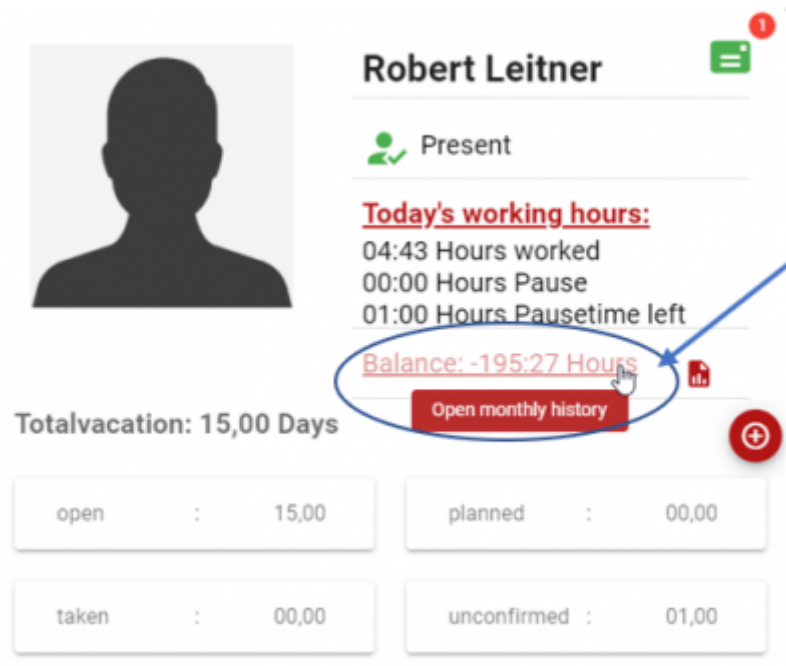 1
Robert Leitner
Present
Today's working hours:
04:43 Hours worked
00:00 Hours Pause
01:00 Hours Pausetime left
Balance: -195:27 Hours
Open monthly history
Totalvacation: 15,00 Days
open : 15,00
planned : 00,00
taken : 00,00
unconfirmed : 01,00